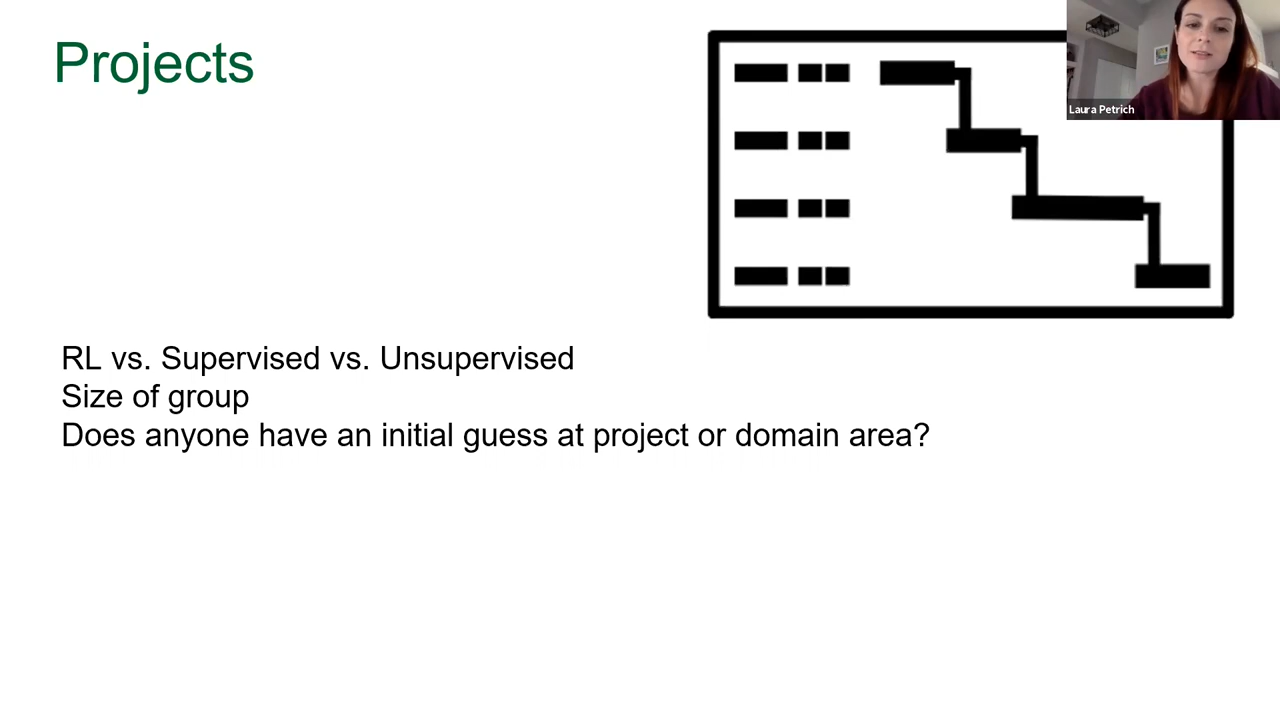 Projects
Laura Petrich
RL vs. Supervised vs. Unsupervised
Size of group
Does anyone have an initial guess at project or domain area?